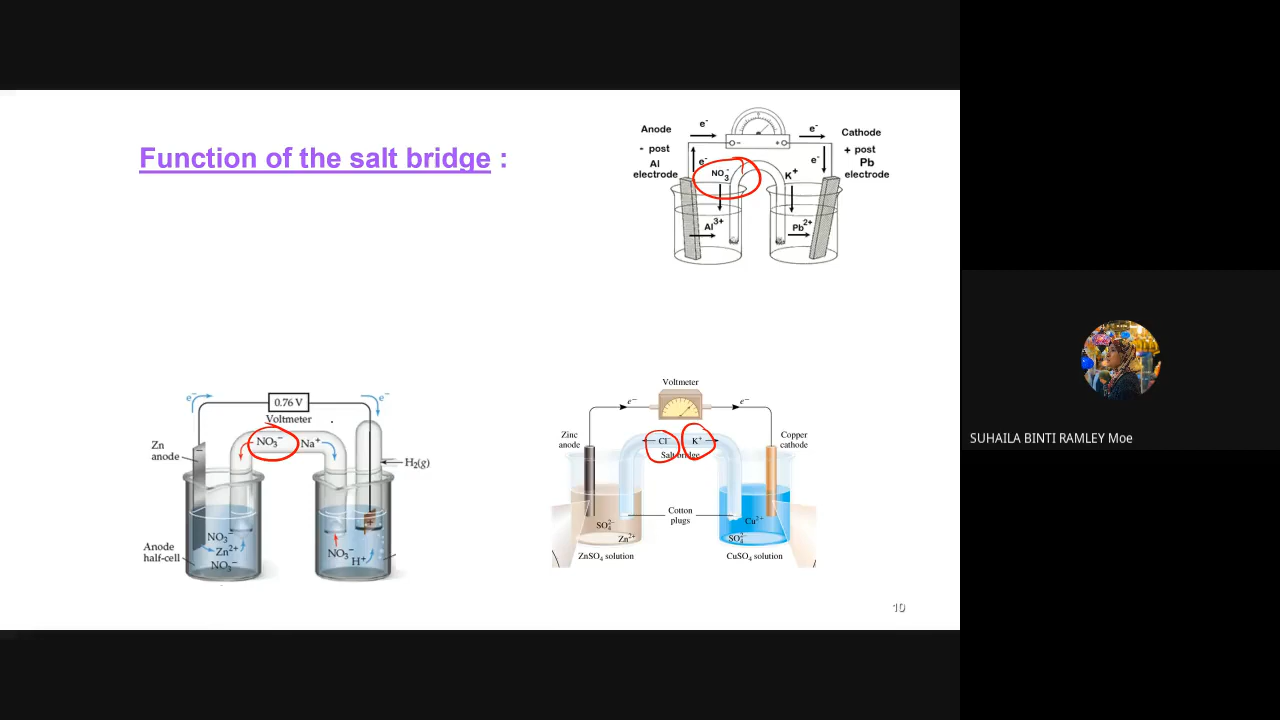 Function of the salt bridge :
Anode
- post
Al
electrode
e-
e-
Cathode
+ post
Pb
electrode
- +
e-
e-
NO3-
K+
Al3+
Pb2+
e-
0.76 V
e-
Voltmeter
NO3-
Na+
Zn
anode
-
H2(g)
+
NO3-
Zn2+
NO3-
NO3-
H+
Anode
half-cell
Voltmeter
e-
e-
Zinc
anode
Cl-
K+
Salt bridge
Copper
cathode
Cotton
plugs
SO42-
Zn2+
Cu2+
SO42-
ZnSO4 solution
CuSO4 solution
10
SUHAILA BINTI RAMLEY Moe